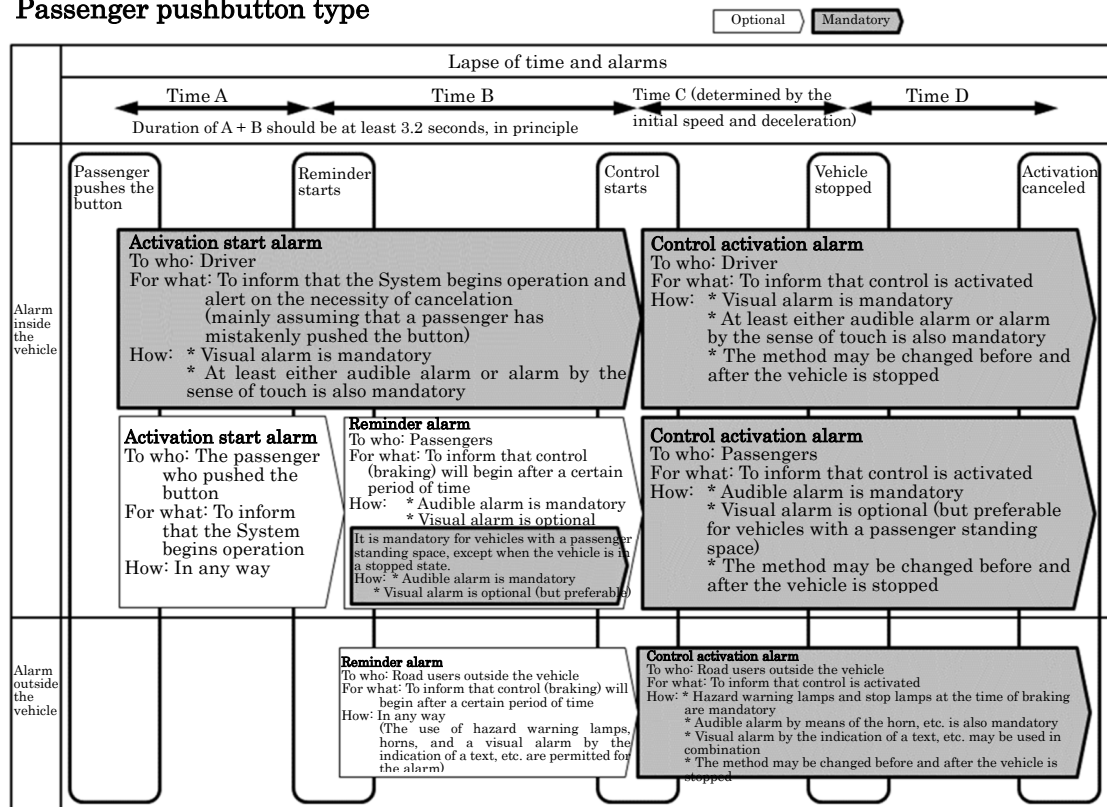 Passenger pushbutton type
Optional
Mandatory
Lapse of time and alarms
Time A
Time B
Time C (determined by the
initial speed and deceleration)
Time D
Duration of A + B should be at least 3.2 seconds, in principle
Passenger
pushes the
button
Reminder
starts
Control
starts
Vehicle
stopped
Activation
canceled
Alarm
inside
the
vehicle
Activation start alarm
To who: Driver
For what: To inform that the System begins operation and
alert on the necessity of cancelation
(mainly assuming that a passenger has
mistakenly pushed the button)
How: * Visual alarm is mandatory
* At least either audible alarm or alarm by the
sense of touch is also mandatory
Control activation alarm
To who: Driver
For what: To inform that control is activated
How: * Visual alarm is mandatory
* At least either audible alarm or alarm
by the sense of touch is also mandatory
* The method may be changed before and
after the vehicle is stopped
Activation start alarm
To who: The passenger
who pushed the
button
For what: To inform
that the System
begins operation
How: In any way
Reminder alarm
To who: Passengers
For what: To inform that control
(braking) will begin after a certain
period of time
How: * Audible alarm is mandatory
* Visual alarm is optional
It is mandatory for vehicles with a passenger
standing space, except when the vehicle is in
a stopped state.
How: * Audible alarm is mandatory
* Visual alarm is optional (but preferable)
Control activation alarm
To who: Passengers
For what: To inform that control is activated
How: * Audible alarm is mandatory
* Visual alarm is optional (but preferable
for vehicles with a passenger standing
space)
* The method may be changed before and
after the vehicle is stopped
Alarm
outside
the
vehicle
Reminder alarm
To who: Road users outside the vehicle
For what: To inform that control (braking) will
begin after a certain period of time
How: In any way
(The use of hazard warning lamps,
horns, and a visual alarm by the
indication of a text, etc. are permitted for
the alarm)
Control activation alarm
To who: Road users outside the vehicle
For what: To inform that control is activated
How: * Hazard warning lamps and stop lamps at the time of braking
are mandatory
* Audible alarm by means of the horn, etc. is also mandatory
* Visual alarm by the indication of a text, etc. may be used in
combination
* The method may be changed before and after the vehicle is
stopped